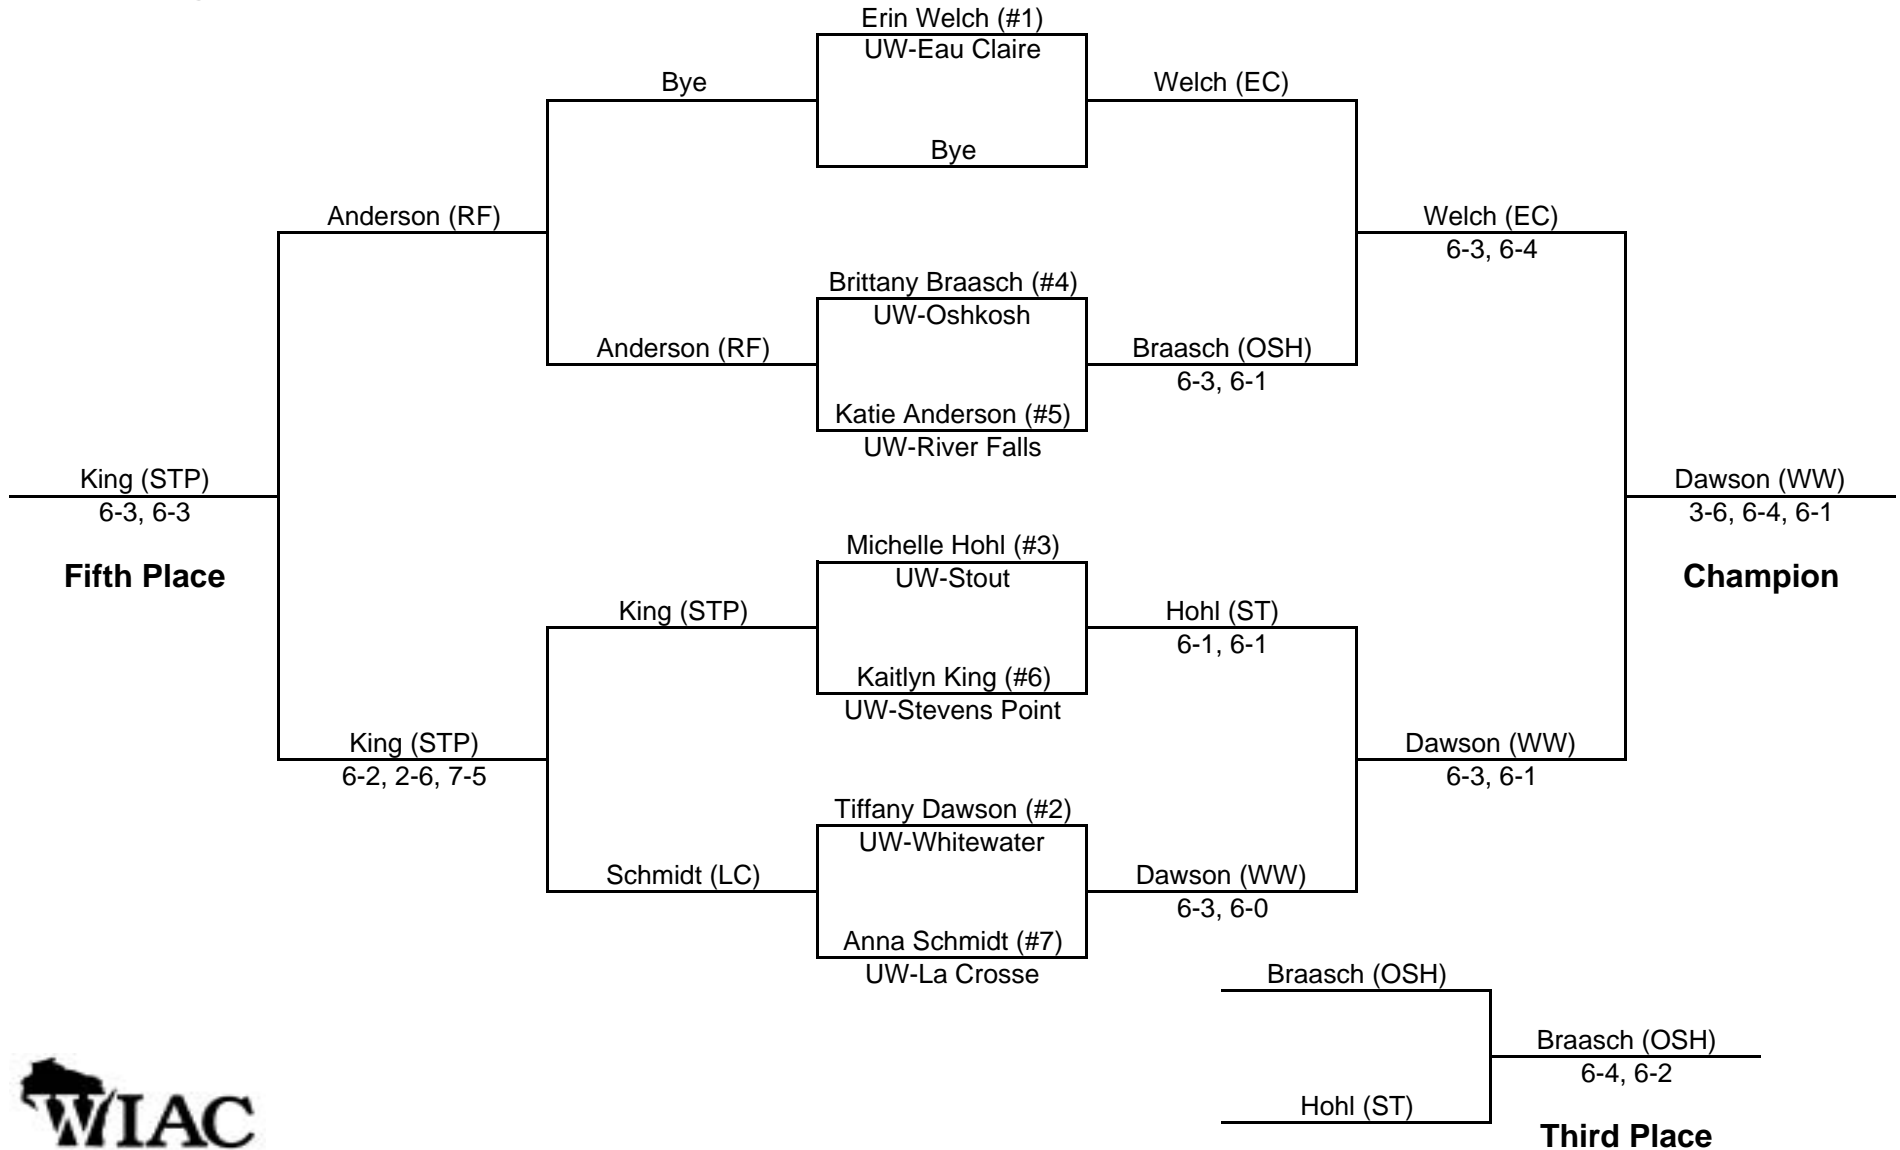 Erin Welch (#1)
UW-Eau Claire
Bye
Welch (EC)
Bye
Anderson (RF)
Welch (EC)
6-3, 6-4
Brittany Braasch (#4)
UW-Oshkosh
Anderson (RF)
Braasch (OSH)
6-3, 6-1
Katie Anderson (#5)
UW-River Falls
King (STP)
6-3, 6-3
Fifth Place
Dawson (WW)
3-6, 6-4, 6-1
Champion
Michelle Hohl (#3)
UW-Stout
King (STP)
Hohl (ST)
6-1, 6-1
Kaitlyn King (#6)
UW-Stevens Point
King (STP)
6-2, 2-6, 7-5
Dawson (WW)
6-3, 6-1
Tiffany Dawson (#2)
UW-Whitewater
Schmidt (LC)
Dawson (WW)
6-3, 6-0
Anna Schmidt (#7)
UW-La Crosse
Braasch (OSH)
Braasch (OSH)
6-4, 6-2
Hohl (ST)
Third Place
WIAC